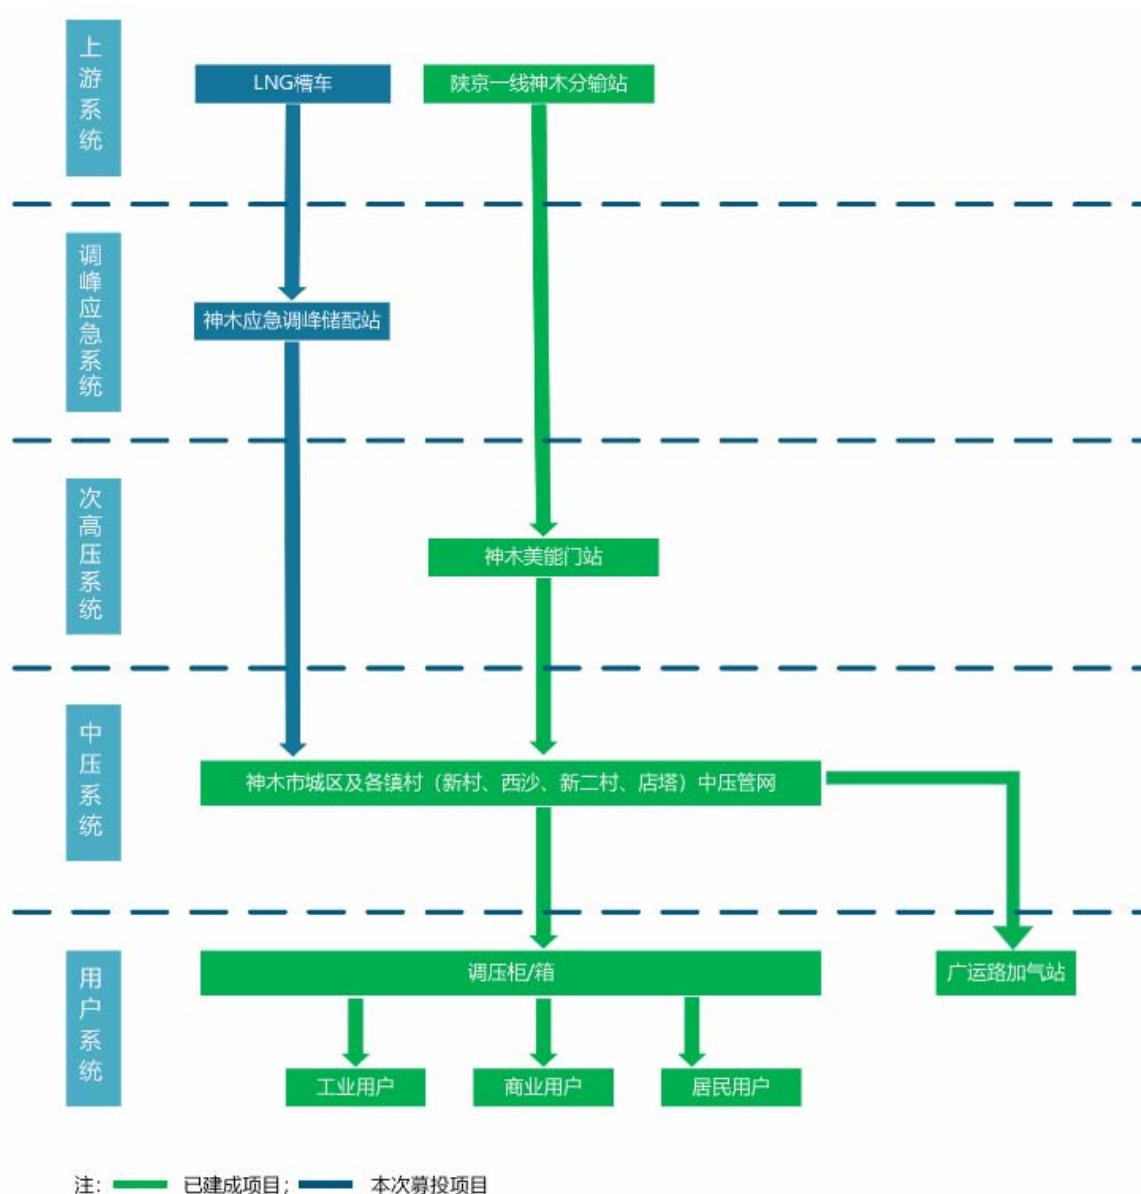 上游系统
LNG槽车
陕京一线神木分输站
调峰应急系统
神木应急调峰储配站
次高压系统
神木美能门站
中压系统
神木市城区及各镇村（新村、西沙、新二村、店塔）中压管网
用户系统
调压柜/箱
广运路加气站
工业用户
商业用户
居民用户
注： 已建成项目； 本次募投项目